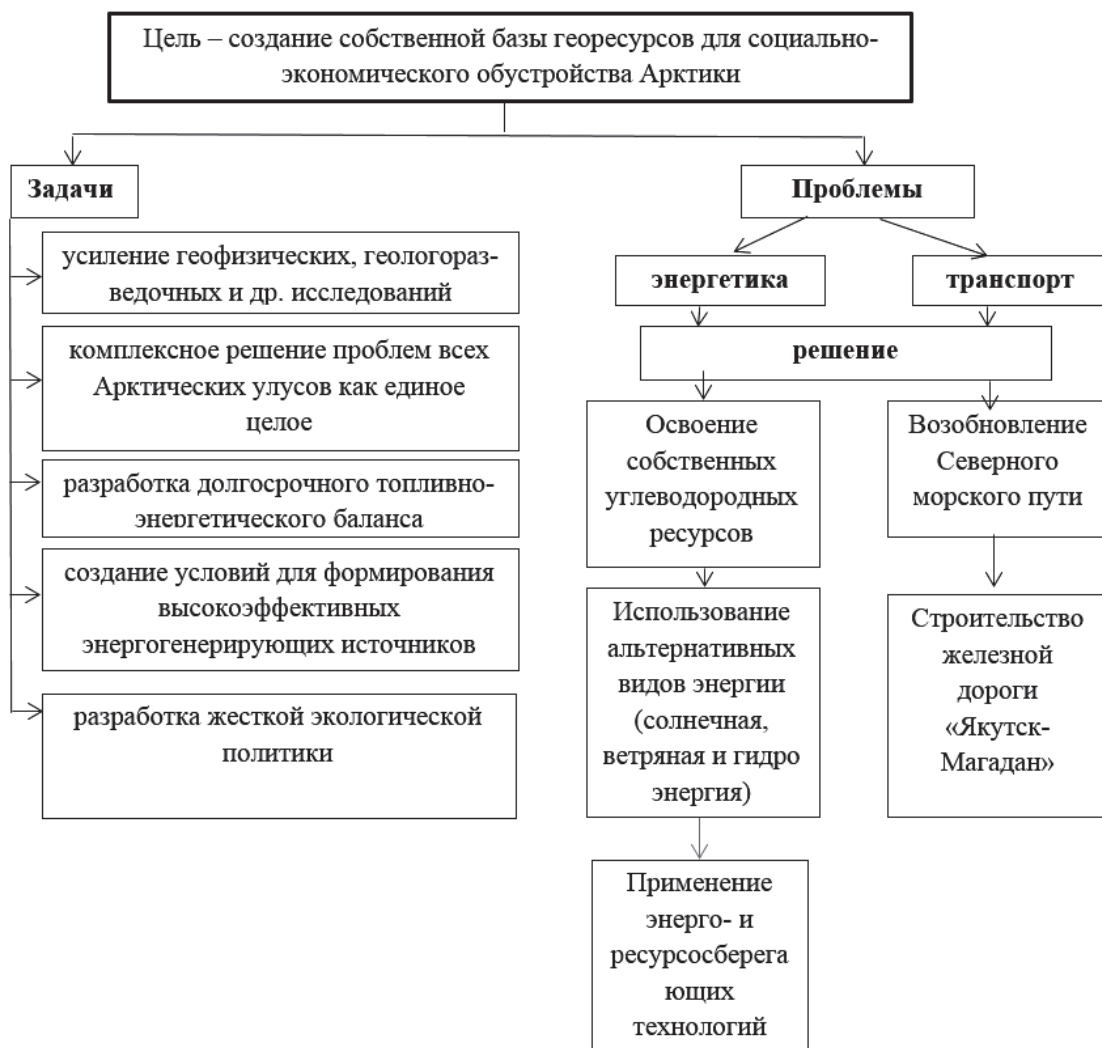 Цель – создание собственной базы георесурсов для социально-
экономического обустройства Арктики
Задачи
усиление геофизических, геологораз-
ведочных и др. исследований
комплексное решение проблем всех
Арктических улусов как единое
целое
разработка долгосрочного топливно-
энергетического баланса
создание условий для формирования
высокоэффективных
энергогенерирующих источников
разработка жесткой экологической
политики
Проблемы
энергетика
транспорт
решение
Освоение
собственных
углеводородных
ресурсов
Использование
альтернативных
видов энергии
(солнечная,
ветряная и гидро
энергия)
Применение
энерго- и
ресурсосберега
ющих
технологий
Возобновление
Северного
морского пути
Строительство
железной
дороги
«Якутск-
Магадан»